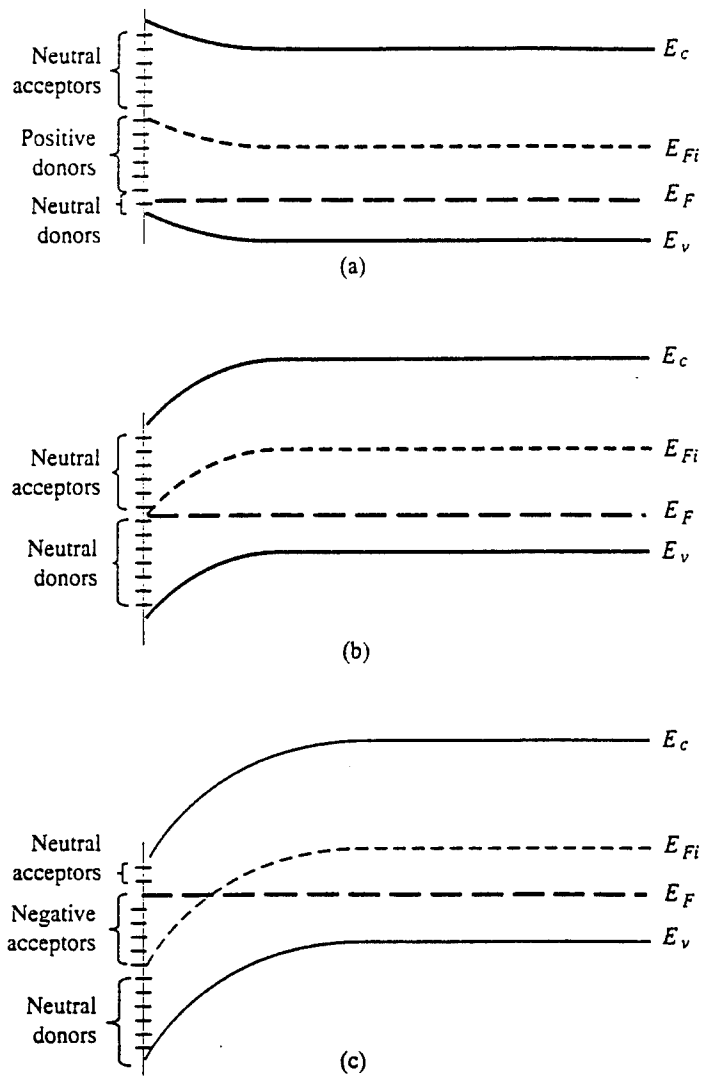 E_c
Neutral
acceptors
Positive
donors
E_Fi
E_F
Neutral
donors
E_v
(a)
E_c
Neutral
acceptors
E_Fi
E_F
Neutral
donors
E_v
(b)
E_c
Neutral
acceptors
E_Fi
E_F
Negative
acceptors
E_v
Neutral
donors
(c)